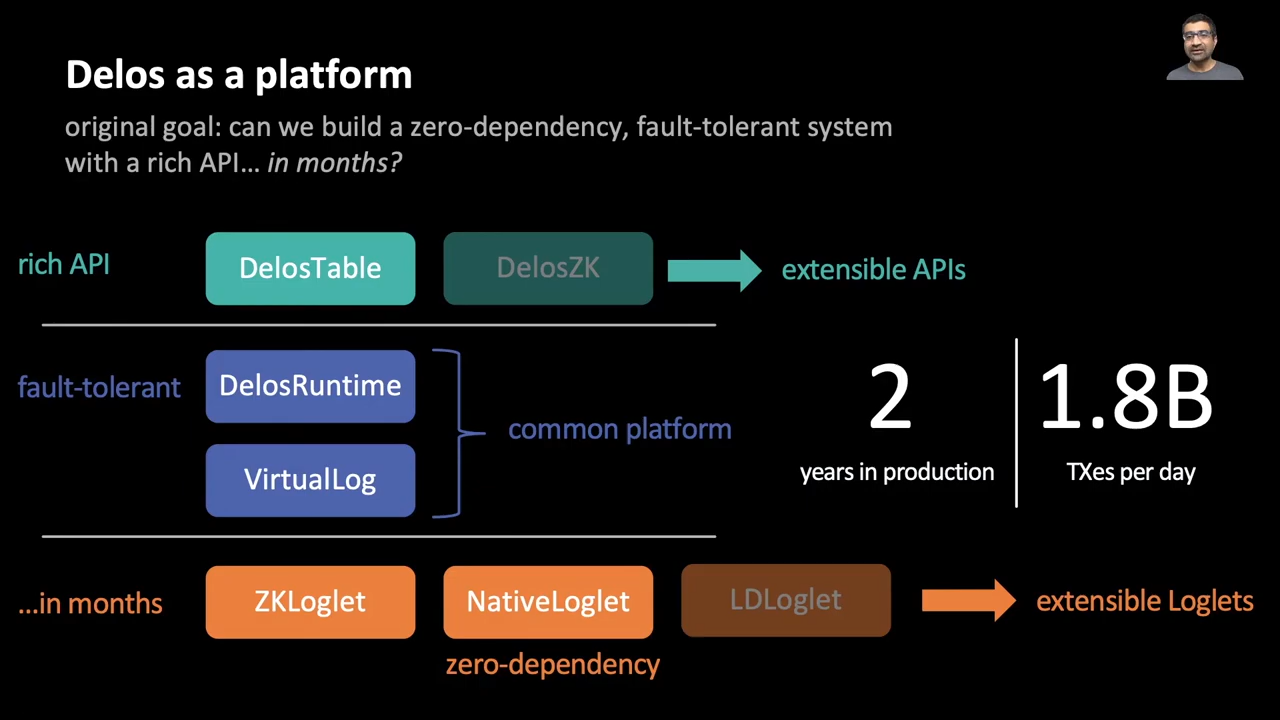 Delos as a platform
original goal: can we build a zero-dependency, fault-tolerant system
with a rich API… in months?
rich API
DelosTable
DelosZK
extensible APIs
fault-tolerant
DelosRuntime
VirtualLog
common platform
2
years in production
1.8B
TXes per day
...in months
ZKLoglet
NativeLoglet
LDLoglet
extensible Loglets
zero-dependency